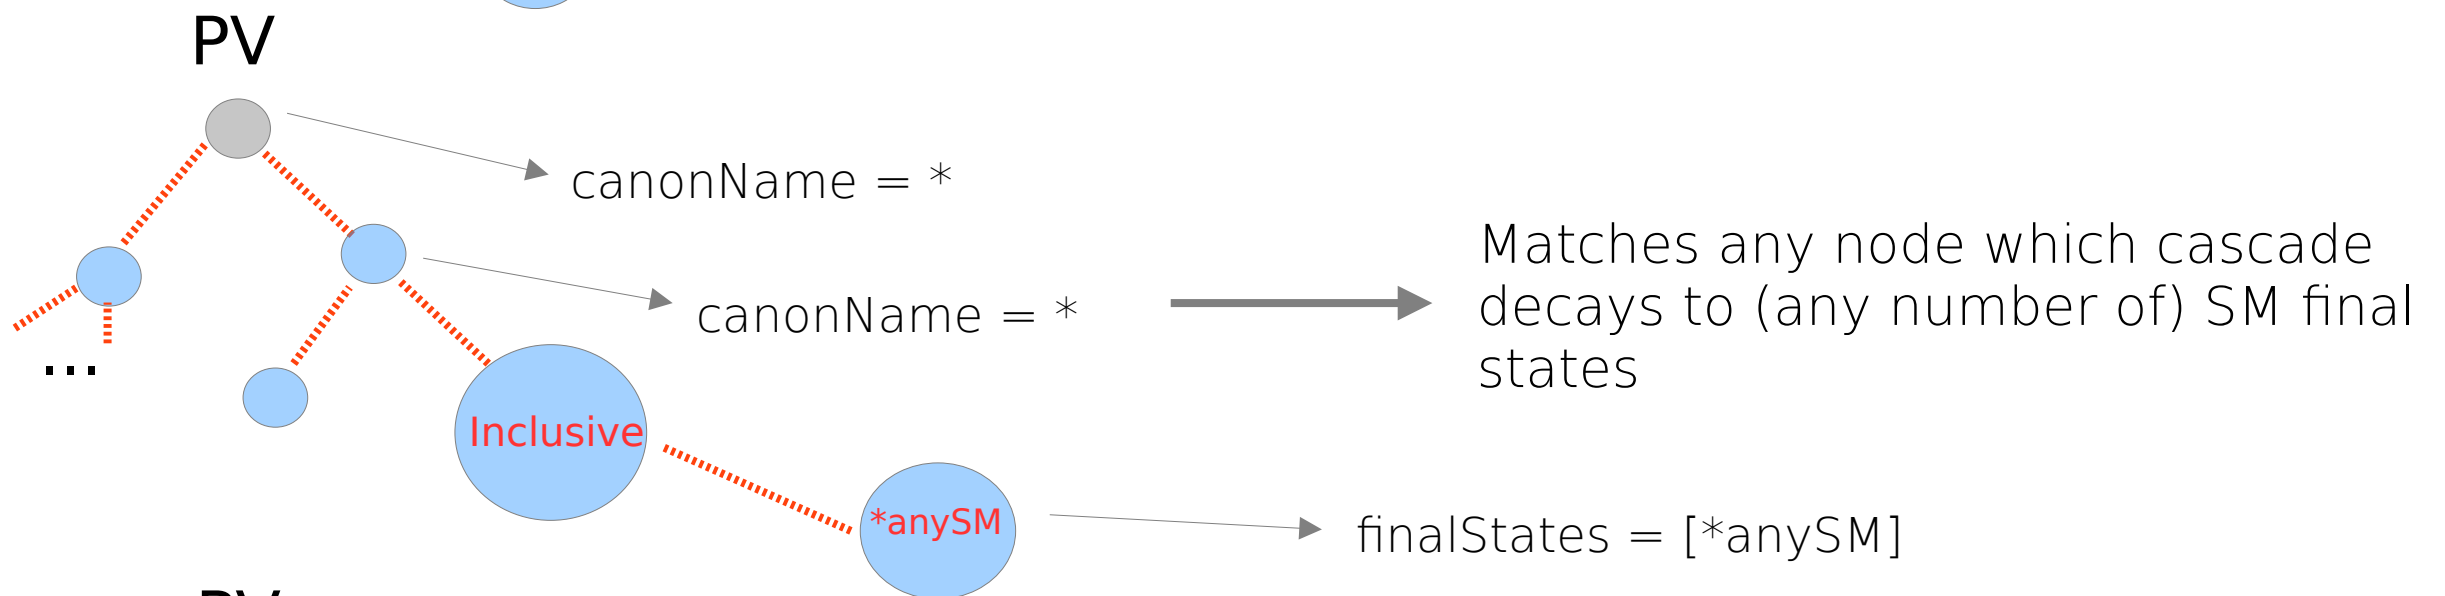 PV
canonName = *
canonName = *
Matches any node which cascade
decays to (any number of) SM final
states
...
Inclusive
*anySM
finalStates = [*anySM]
PV